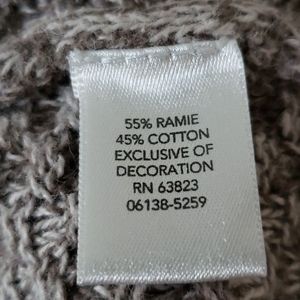 55% RAMIE
45% COTTON
EXCLUSIVE OF
DECORATION
RN 63823
06138-5259